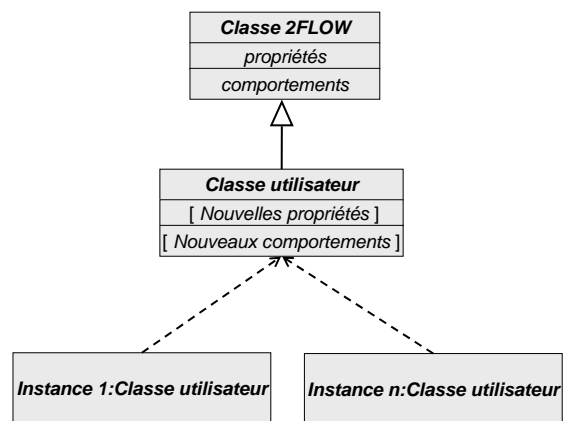 Classe 2FLOW
propriétés
comportements
Classe utilisateur
[ Nouvelles propriétés ]
[ Nouveaux comportements ]
Instance 1:Classe utilisateur
Instance n:Classe utilisateur